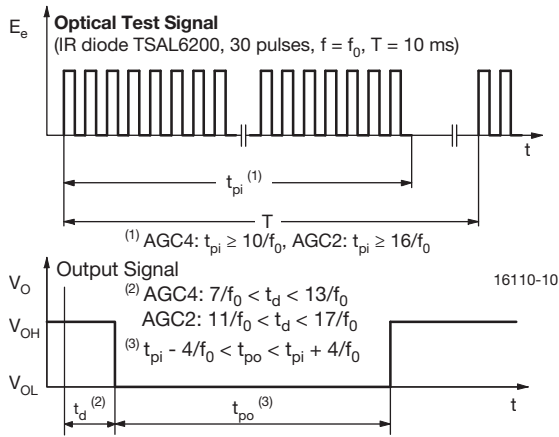 Eₑ
Optical Test Signal
(IR diode TSAL6200, 30 pulses, f = f₀, T = 10 ms)
t
tₚᵢ ⁽¹⁾
T
⁽¹⁾ AGC4: tₚᵢ ≥ 10/f₀, AGC2: tₚᵢ ≥ 16/f₀
V_O
Output Signal
16110-10
⁽²⁾ AGC4: 7/f₀ < t_d < 13/f₀
V_OH
AGC2: 11/f₀ < t_d < 17/f₀
⁽³⁾ tₚᵢ - 4/f₀ < tₚₒ < tₚᵢ + 4/f₀
V_OL
t
t_d ⁽²⁾
tₚₒ ⁽³⁾